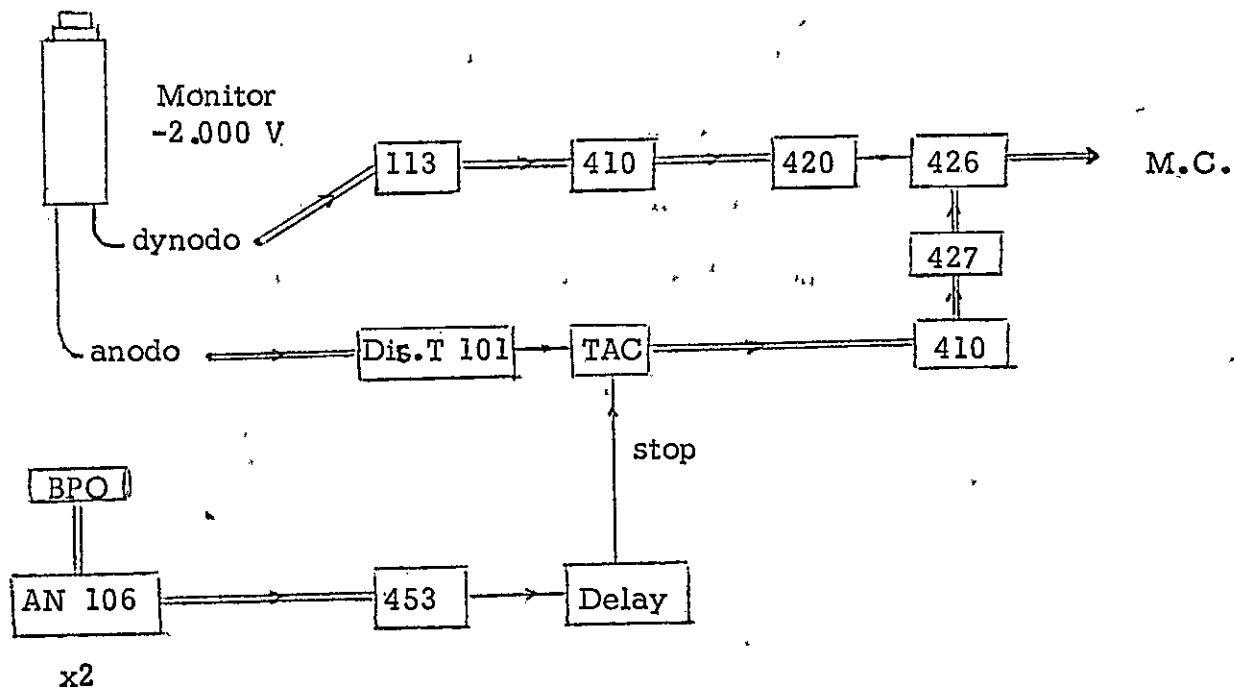 Monitor
-2.000 V
113
410
420
426
M.C.
dynodo
427
anodo
Dis.T 101
TAC
410
stop
BPO
AN 106
453
Delay
x2